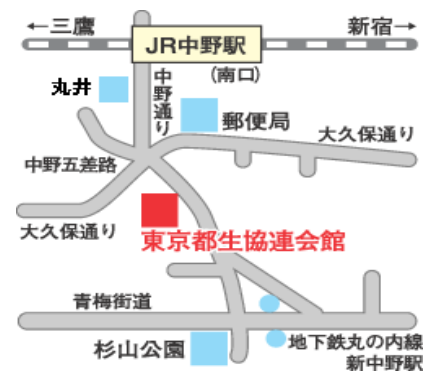 ←三鷹
新宿→
JR中野駅
(南口)
丸井
中野通り
郵便局
大久保通り
中野五差路
大久保通り
東京都生協連会館
青梅街道
杉山公園
地下鉄丸の内線
新中野駅